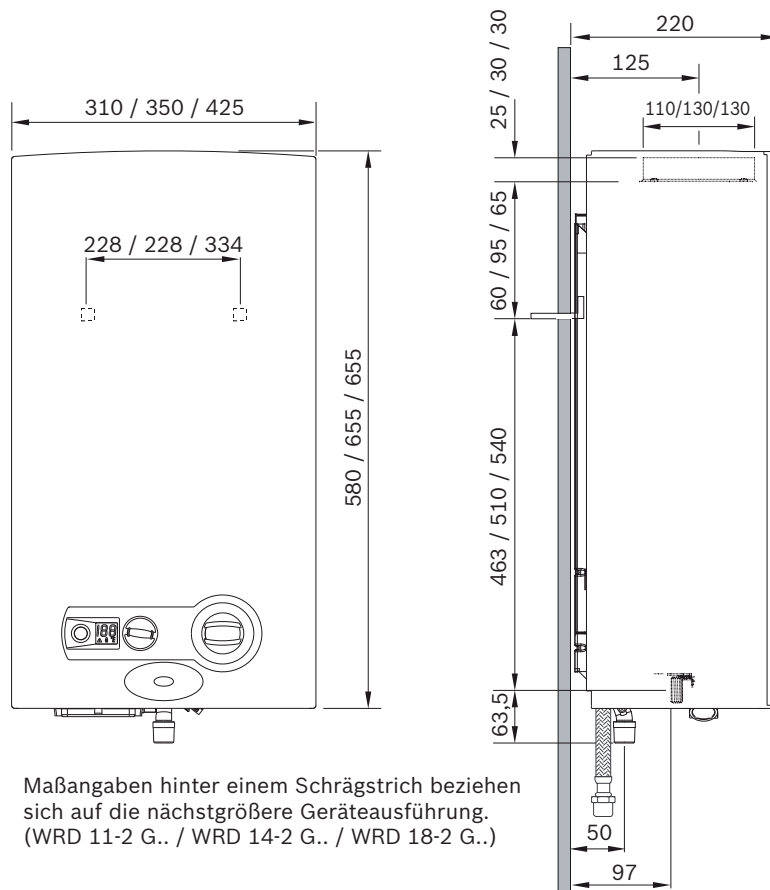 310 / 350 / 425
228 / 228 / 334
580 / 655 / 655
188
Maßangaben hinter einem Schrägstrich beziehen
sich auf die nächstgrößere Geräteausführung.
(WRD 11-2 G.. / WRD 14-2 G.. / WRD 18-2 G..)
220
125
110/130/130
25 / 30 / 30
60 / 95 / 65
463 / 510 / 540
63,5
50
97